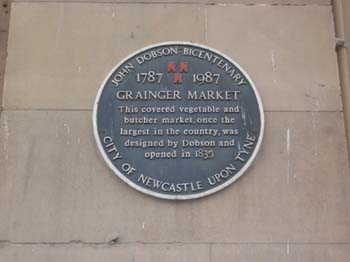 JOHN DOBSON BICENTENARY
1787 1987
GRAINGER MARKET
This covered vegetable and
butcher market, once the
largest in the country, was
designed by Dobson and
opened in 1835
CITY OF NEWCASTLE UPON TYNE